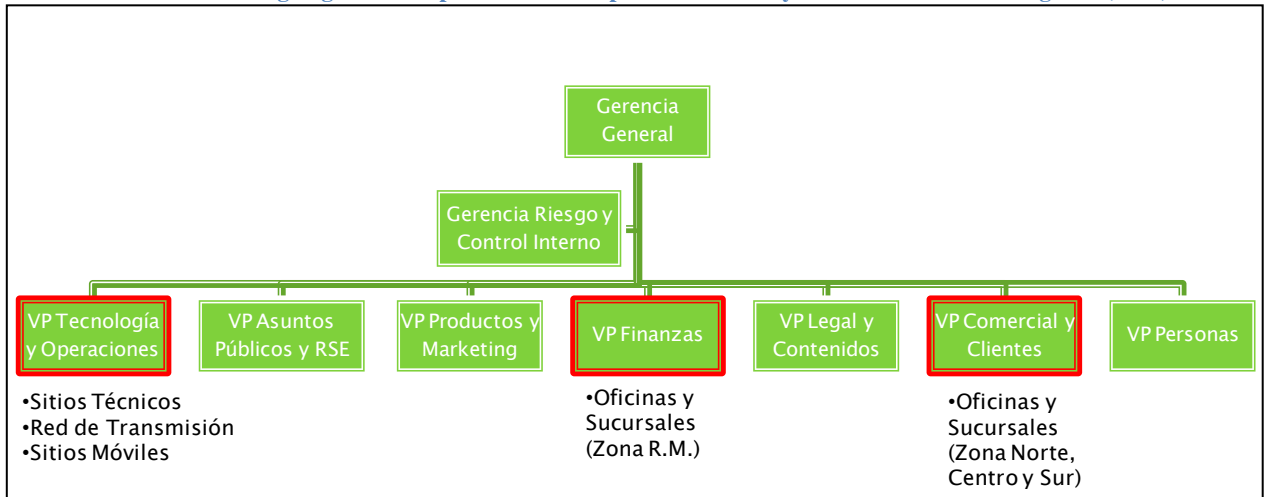 Gerencia
General
Gerencia Riesgo y
Control Interno
VP Tecnología
y Operaciones
VP Asuntos
Públicos y RSE
VP Productos y
Marketing
VP Finanzas
VP Legal y
Contenidos
VP Comercial y
Clientes
VP Personas
•Sitios Técnicos
•Red de Transmisión
•Sitios Móviles
•Oficinas y
Sucursales
(Zona R.M.)
•Oficinas y
Sucursales
(Zona Norte,
Centro y Sur)